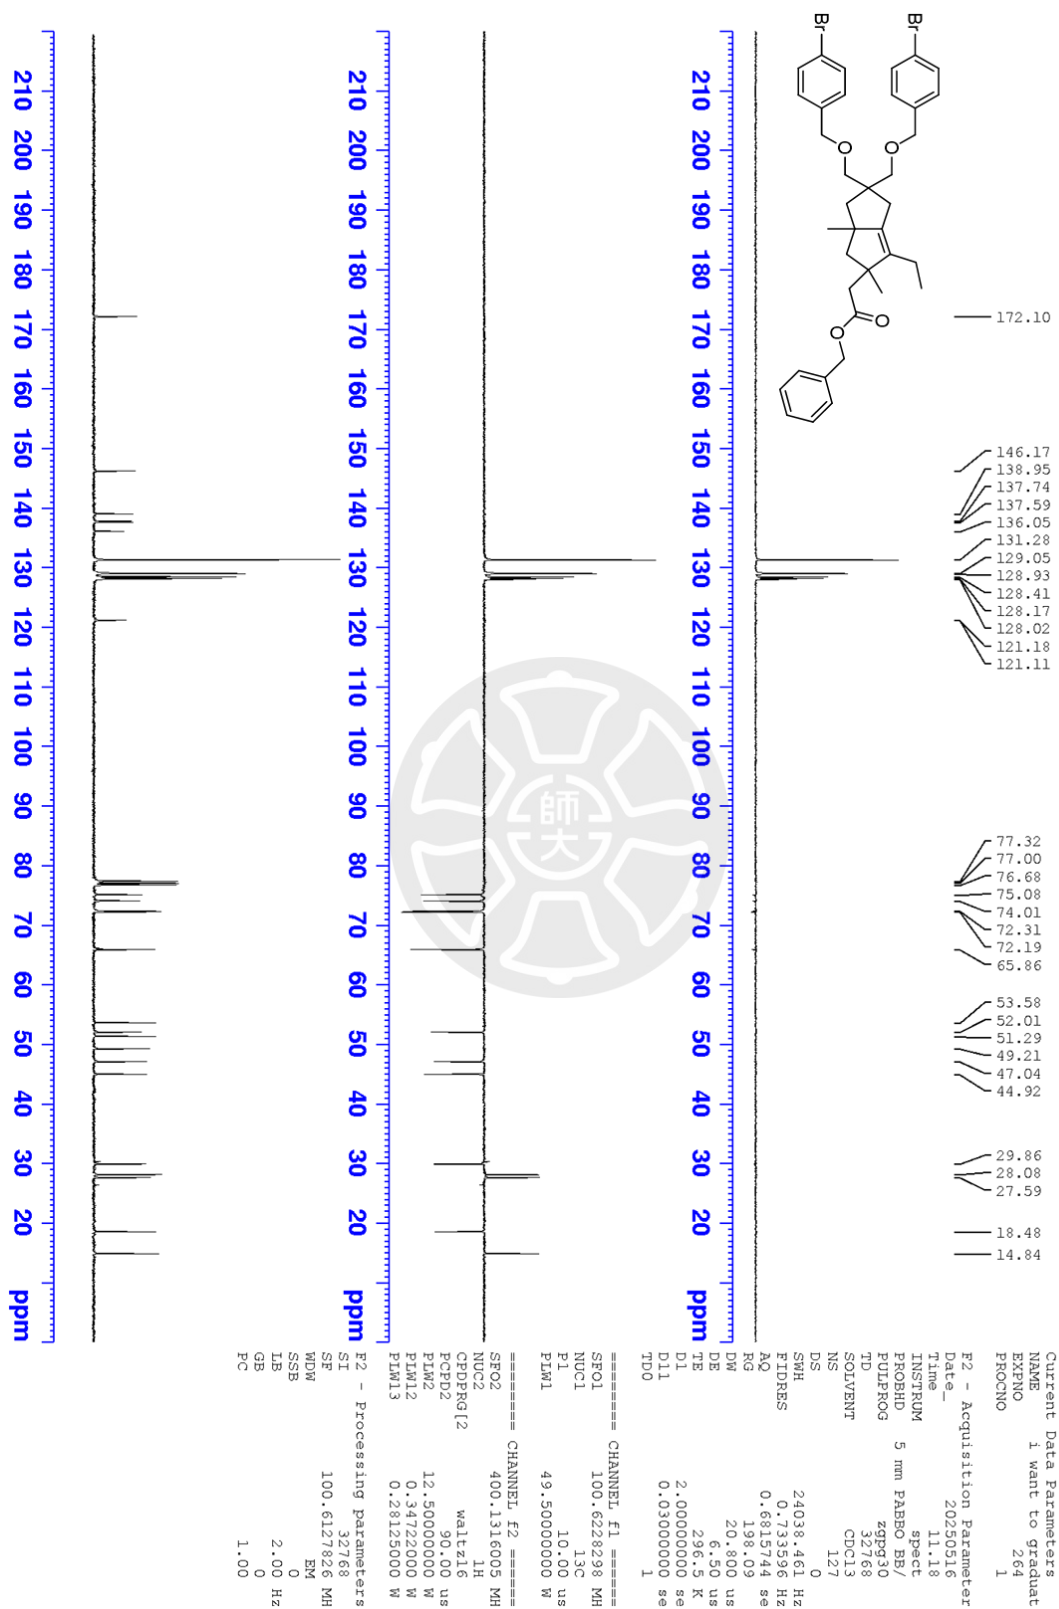 Br
Br
O
O
O
O
172.10
146.17
138.95
137.74
137.59
136.05
131.28
129.05
128.93
128.41
128.17
128.02
121.18
121.11
77.32
77.00
76.68
75.08
74.01
72.31
72.19
65.86
53.58
52.01
51.29
49.21
47.04
44.92
29.86
28.08
27.59
18.48
14.84
210 200 190 180 170 160 150 140 130 120 110 100 90 80 70 60 50 40 30 20 ppm
210 200 190 180 170 160 150 140 130 120 110 100 90 80 70 60 50 40 30 20 ppm
210 200 190 180 170 160 150 140 130 120 110 100 90 80 70 60 50 40 30 20 ppm
師大
Current Data Parameters
NAME i want to graduat
EXPNO 264
PROCNO 1
F2 - Acquisition Parameter
Date_ 20250516
Time 11.18
INSTRUM spect
PROBHD 5 mm PABBO BB/
PULPROG zgpg30
TD 32768
SOLVENT CDCl3
NS 127
DS 0
SWH 24038.461 Hz
FIDRES 0.733596 Hz
AQ 0.6815744 se
RG 198.09
DW 20.800 us
DE 6.50 us
TE 296.5 K
D1 2.00000000 se
D11 0.03000000 se
TD0 1
======== CHANNEL f1 ======
SFO1 100.6228298 MH
NUC1 13C
P1 10.00 us
PLW1 49.50000000 W
======== CHANNEL f2 ======
SFO2 400.1316005 MH
NUC2 1H
CPDPRG[2 waltz16
PCPD2 90.00 us
PLW2 12.50000000 W
PLW12 0.34722000 W
PLW13 0.28125000 W
F2 - Processing parameters
SI 32768
SF 100.6127826 MH
WDW EM
SSB 0
LB 2.00 Hz
GB 0
PC 1.00